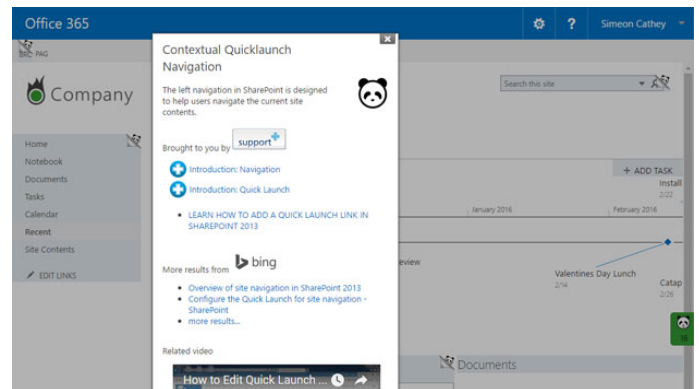 Office 365
?
Simeon Cathey
PAG
Company
Home
Notebook
Documents
Tasks
Calendar
Recent
Site Contents
EDIT LINKS
Contextual Quicklaunch
Navigation
The left navigation in SharePoint is designed
to help users navigate the current site
contents.
Brought to you by support+
Introduction: Navigation
Introduction: Quick Launch
LEARN HOW TO ADD A QUICK LAUNCH LINK IN
SHAREPOINT 2013
More results from bing
Overview of site navigation in SharePoint 2013
Configure the Quick Launch for site navigation -
SharePoint
more results...
Related video
How to Edit Quick Launch ...
Search this site
+ ADD TASK
Install
2/22
January 2016
February 2016
eview
Valentines Day Lunch
2/14
Catap
2/26
Documents